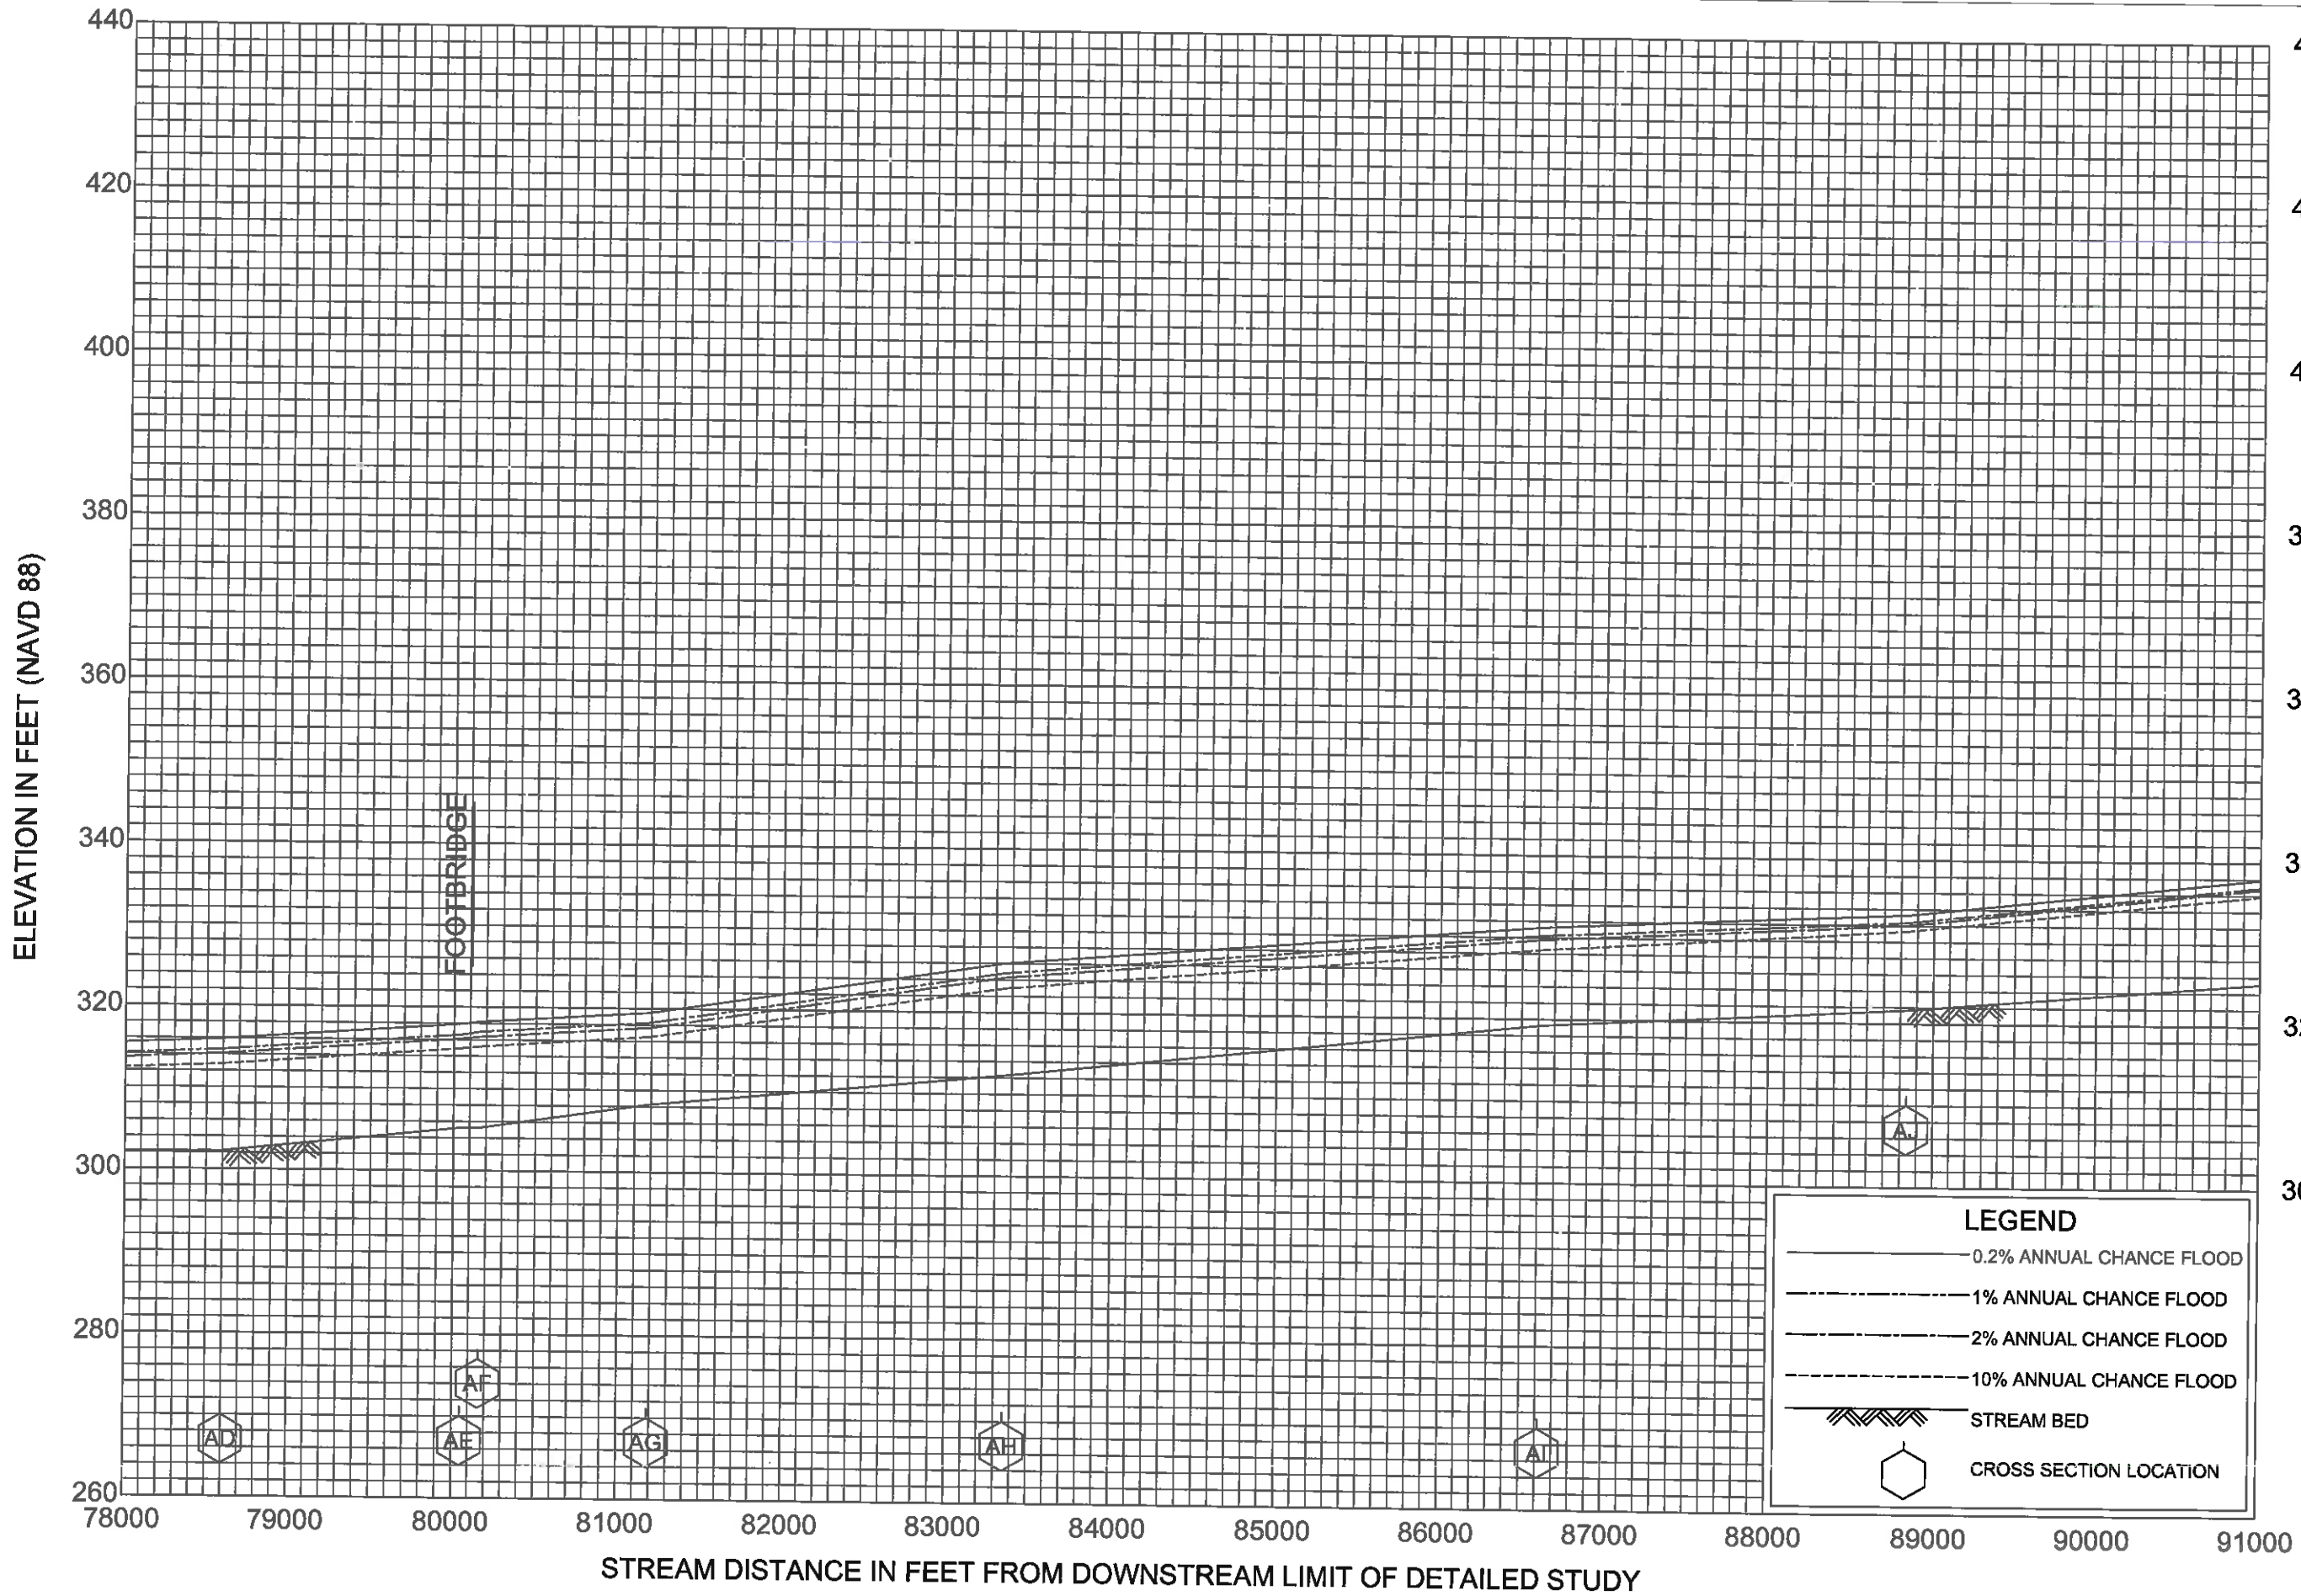 440
420
400
380
360
340
320
300
280
260
ELEVATION IN FEET (NAVD 88)
FOOTBRIDGE
AD
AE
AF
AG
AH
AI
AJ
LEGEND
0.2% ANNUAL CHANCE FLOOD
1% ANNUAL CHANCE FLOOD
2% ANNUAL CHANCE FLOOD
10% ANNUAL CHANCE FLOOD
STREAM BED
CROSS SECTION LOCATION
78000 79000 80000 81000 82000 83000 84000 85000 86000 87000 88000 89000 90000 91000
STREAM DISTANCE IN FEET FROM DOWNSTREAM LIMIT OF DETAILED STUDY